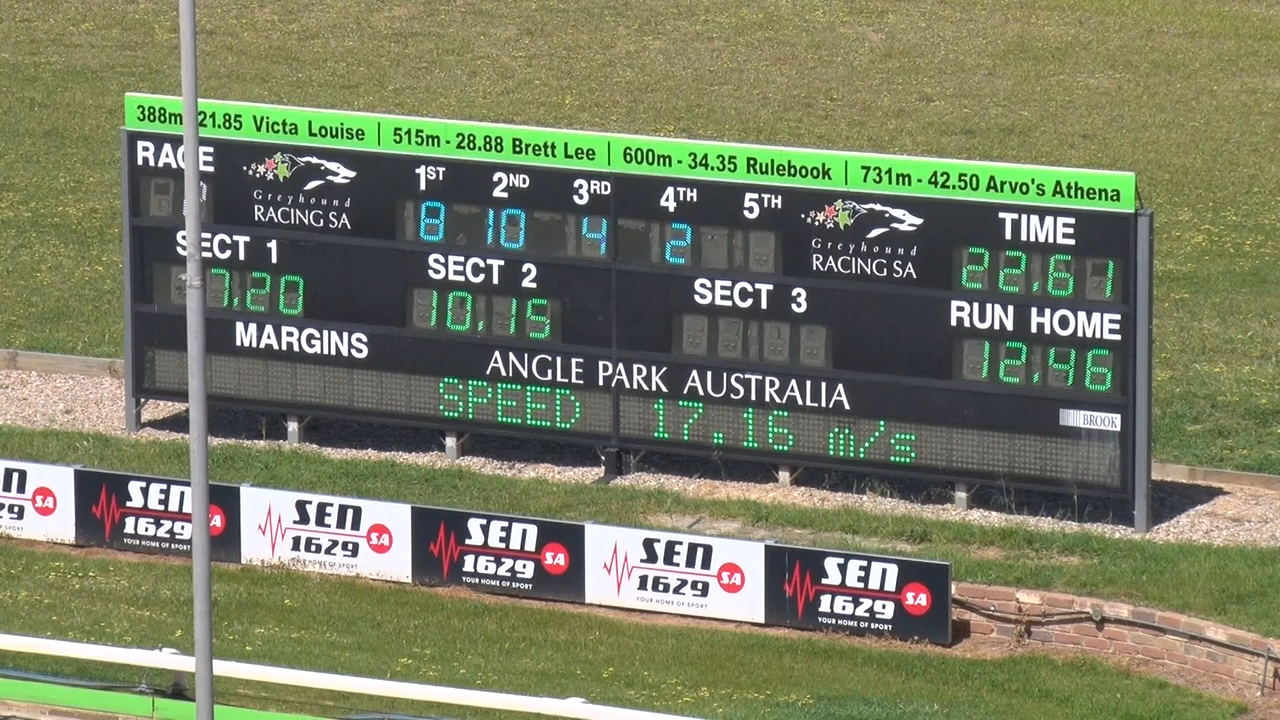 388m - 21.85 Victa Louise | 515m - 28.88 Brett Lee | 600m - 34.35 Rulebook | 731m - 42.50 Arvo's Athena
RACE
Greyhound
RACING SA
1ST 2ND 3RD 4TH 5TH
8 10 4 2
Greyhound
RACING SA
TIME
22.61
SECT 1
7.20
SECT 2
10.15
SECT 3
RUN HOME
12.46
MARGINS
ANGLE PARK AUSTRALIA
SPEED 17.16 m/s
BROOK
N
29 SA
SEN
1629 SA
YOUR HOME OF SPORT
SEN
1629 SA
YOUR HOME OF SPORT
SEN
1629 SA
YOUR HOME OF SPORT
SEN
1629 SA
YOUR HOME OF SPORT
SEN
1629 SA
YOUR HOME OF SPORT